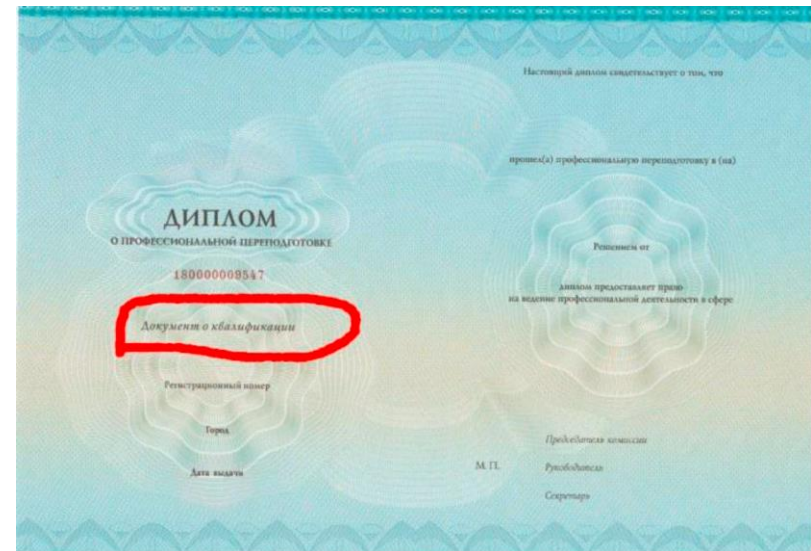 ДИПЛОМ
О ПРОФЕССИОНАЛЬНОЙ ПЕРЕПОДГОТОВКЕ
180000009547
Документ о квалификации
Регистрационный номер
Город
Дата выдачи
Настоящий диплом свидетельствует о том, что
прошел(а) профессиональную переподготовку в (на)
Решением от
диплом предоставляет право
на ведение профессиональной деятельности в сфере
Председатель комиссии
М. П.
Руководитель
Секретарь